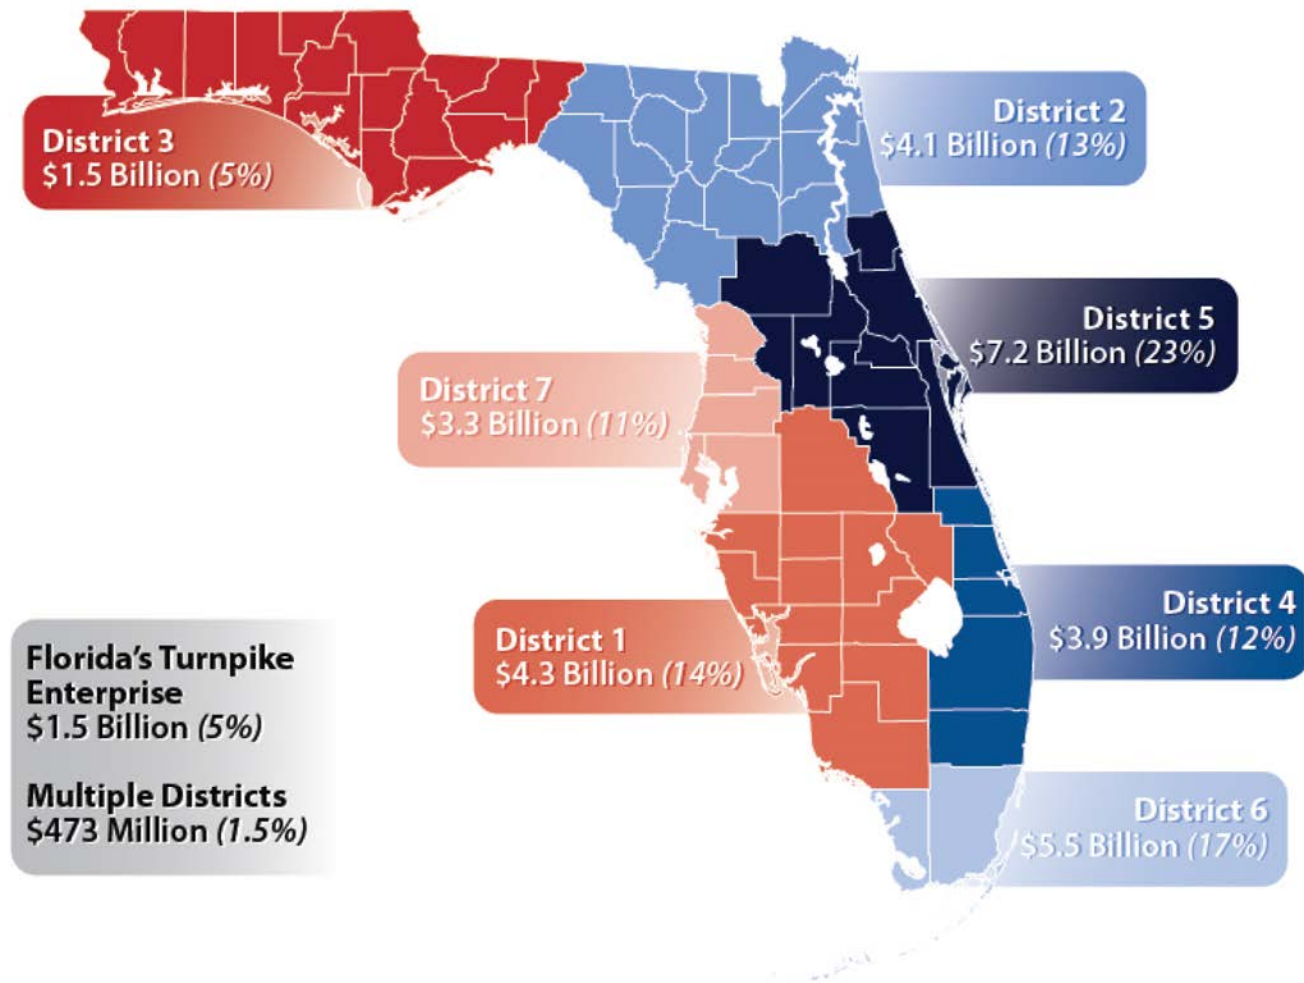 District 3
$1.5 Billion (5%)
District 2
$4.1 Billion (13%)
District 5
$7.2 Billion (23%)
District 7
$3.3 Billion (11%)
District 4
$3.9 Billion (12%)
District 1
$4.3 Billion (14%)
Florida's Turnpike
Enterprise
$1.5 Billion (5%)
Multiple Districts
$473 Million (1.5%)
District 6
$5.5 Billion (17%)